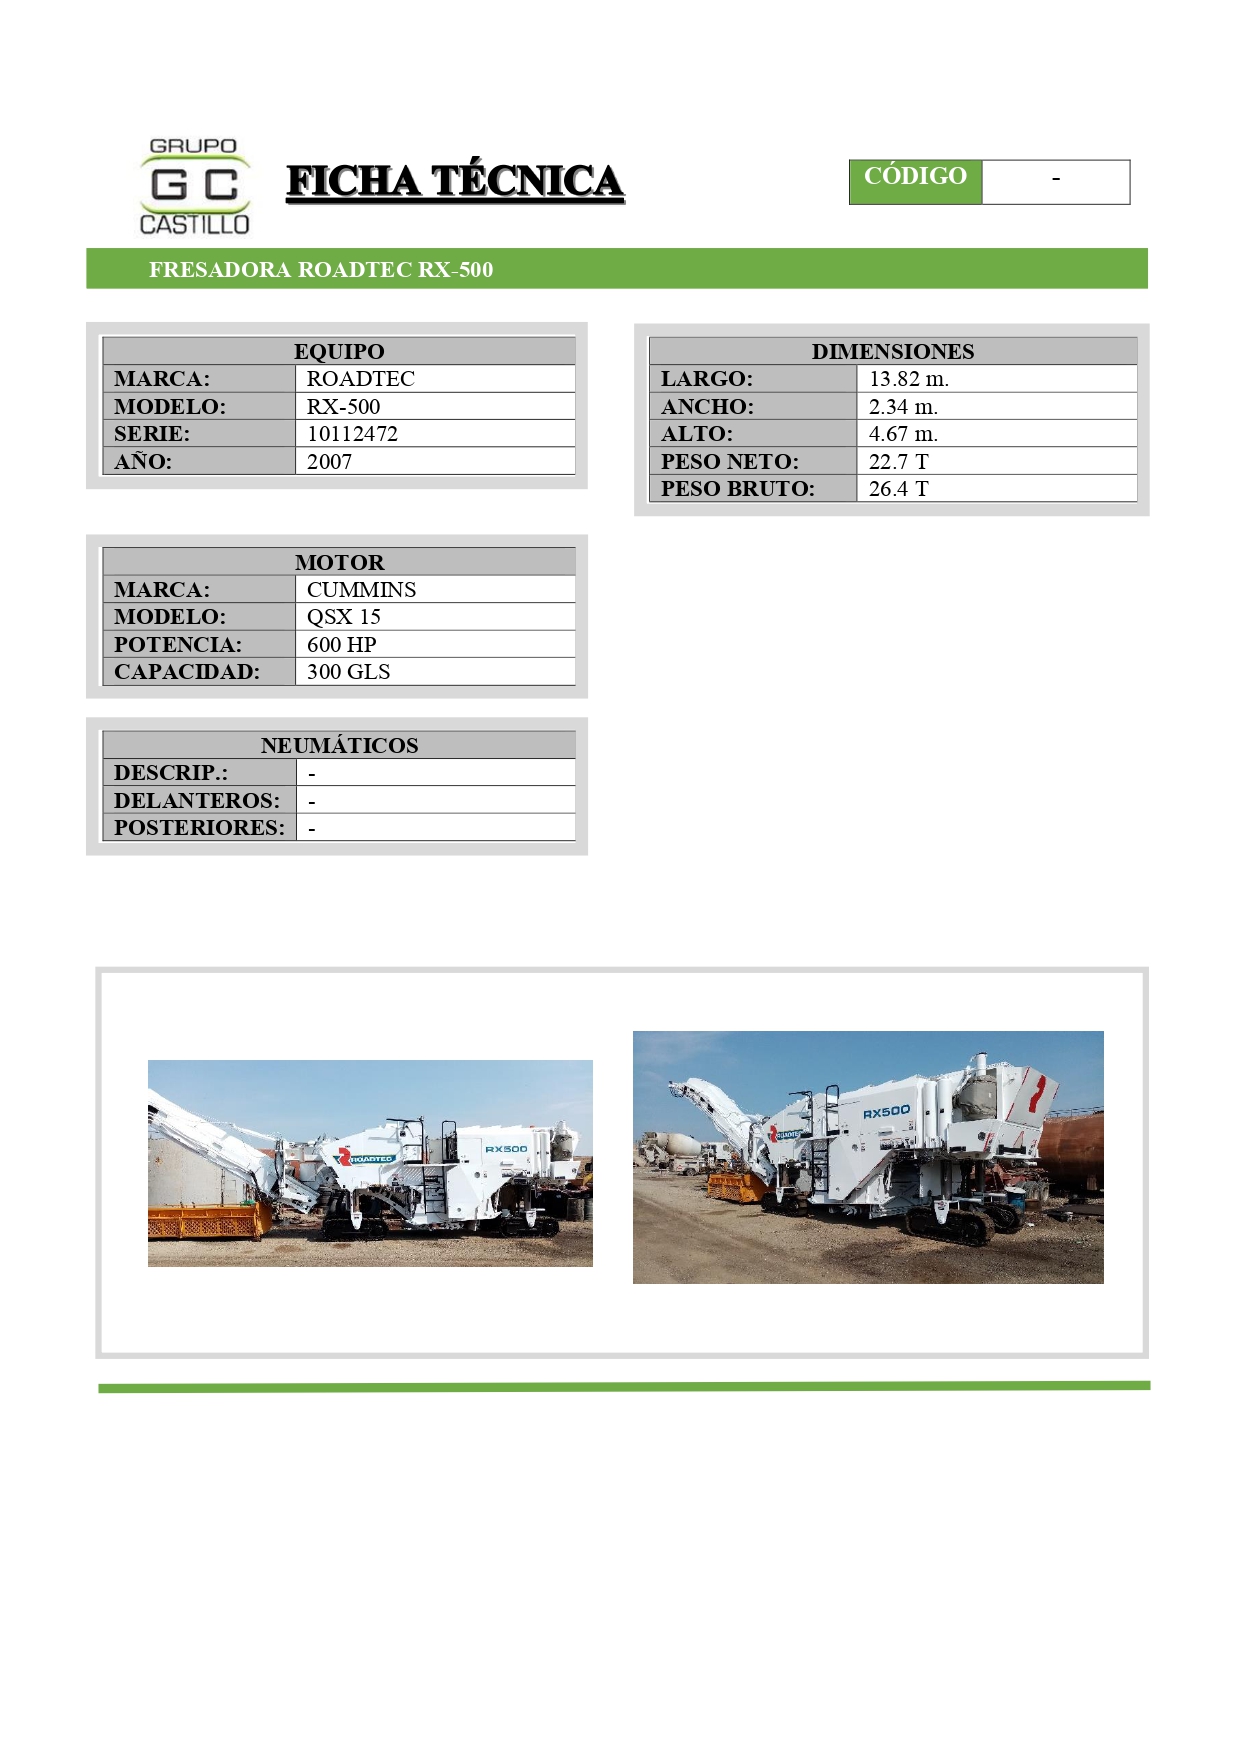 GRUPO
GC
CASTILLO
FICHA TÉCNICA
CÓDIGO -
FRESADORA ROADTEC RX-500
EQUIPO
MARCA: ROADTEC
MODELO: RX-500
SERIE: 10112472
AÑO: 2007
DIMENSIONES
LARGO: 13.82 m.
ANCHO: 2.34 m.
ALTO: 4.67 m.
PESO NETO: 22.7 T
PESO BRUTO: 26.4 T
MOTOR
MARCA: CUMMINS
MODELO: QSX 15
POTENCIA: 600 HP
CAPACIDAD: 300 GLS
NEUMÁTICOS
DESCRIP.: -
DELANTEROS: -
POSTERIORES: -
ROADTEC
RX500
ROADTEC
RX500